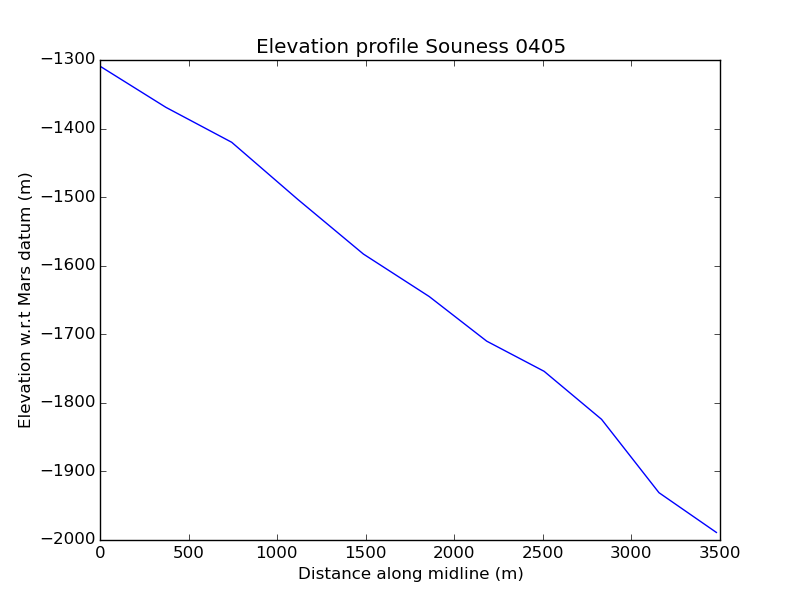 Elevation profile Souness 0405
−1300
−1400
−1500
−1600
−1700
−1800
−1900
−2000
Elevation w.r.t Mars datum (m)
0 500 1000 1500 2000 2500 3000 3500
Distance along midline (m)